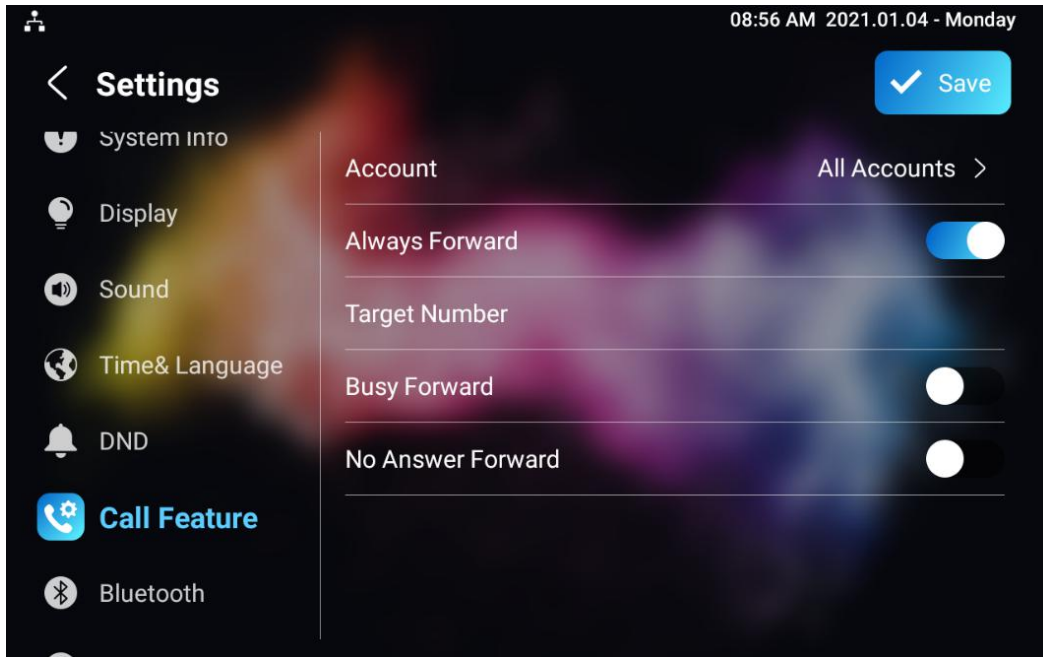 08:56 AM 2021.01.04 - Monday
Settings
Save
System Info
Display
Sound
Time& Language
DND
Call Feature
Bluetooth
Account
All Accounts
Always Forward
Target Number
Busy Forward
No Answer Forward